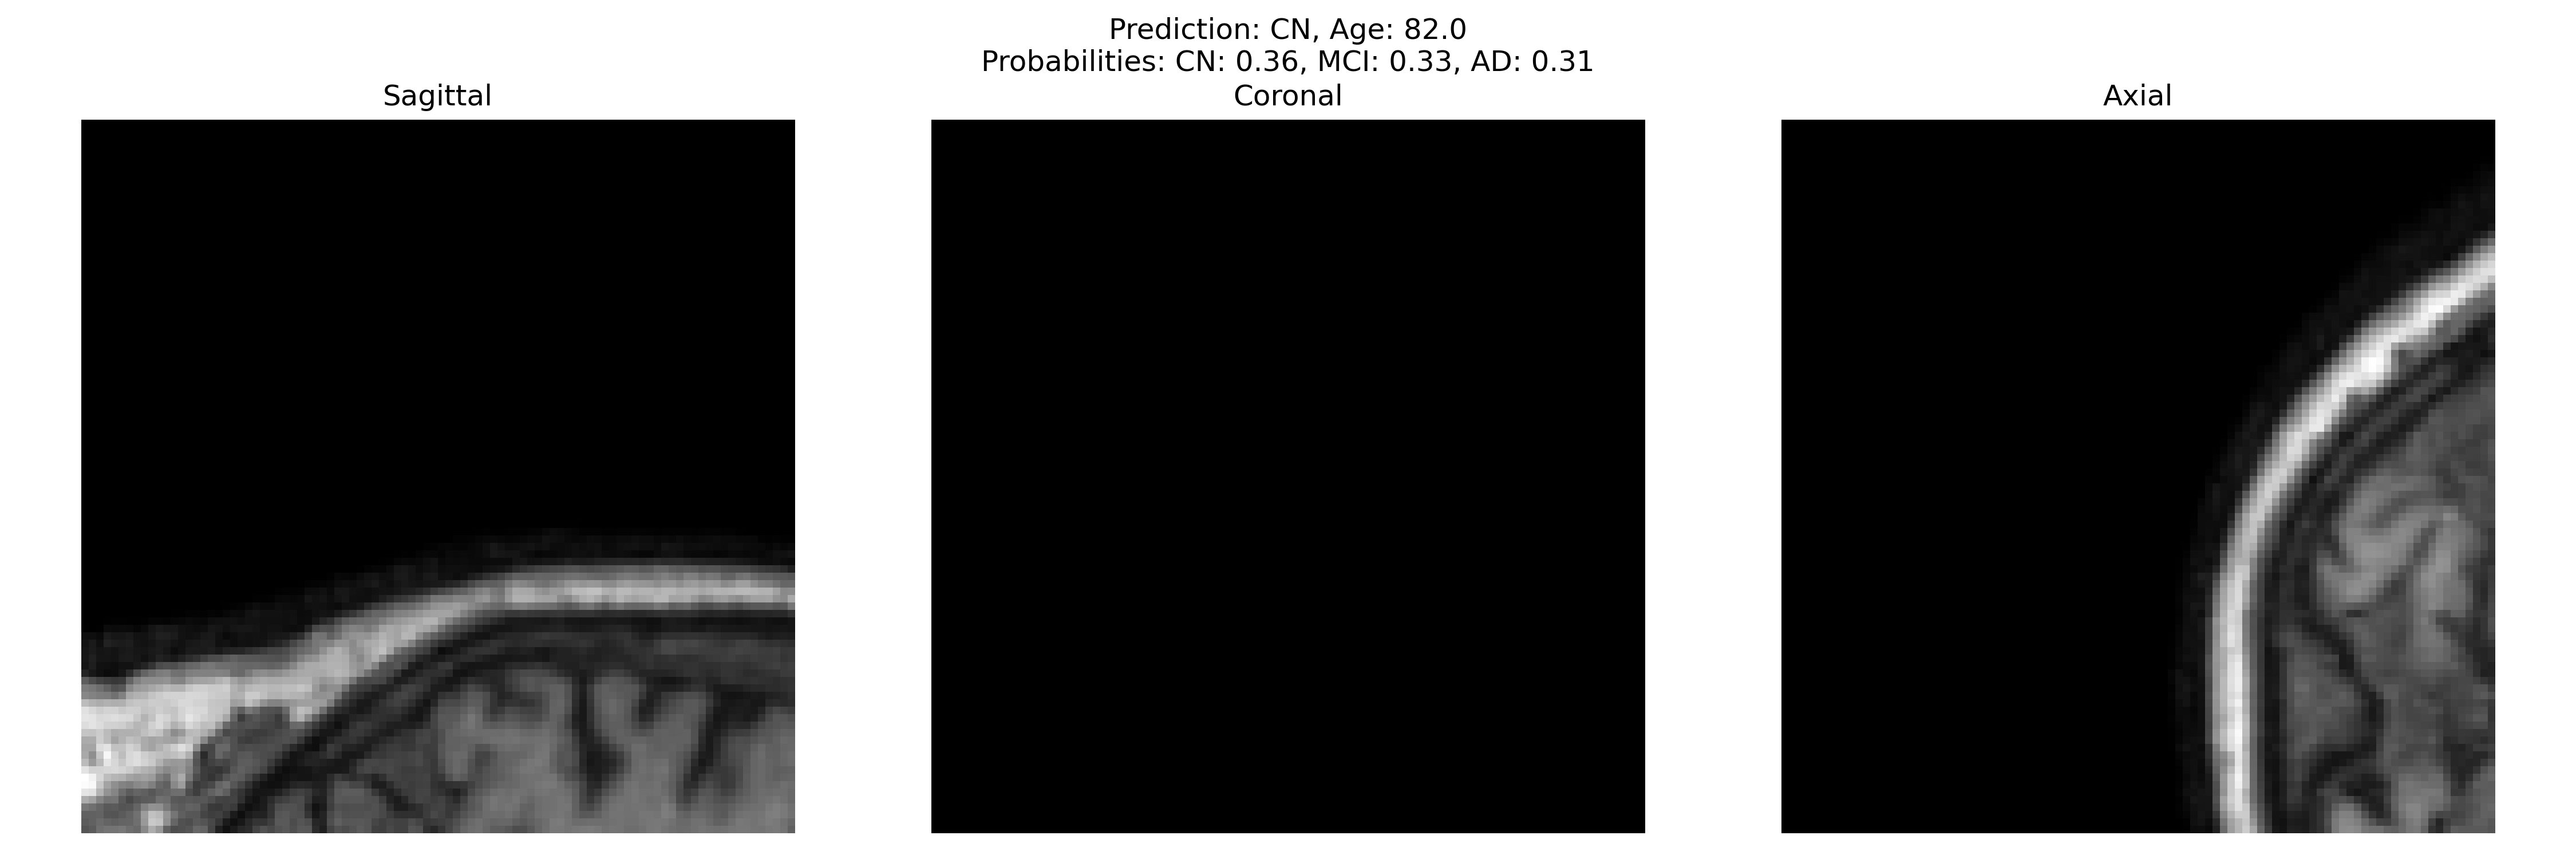 Prediction: CN, Age: 82.0
Probabilities: CN: 0.36, MCI: 0.33, AD: 0.31
Sagittal
Coronal
Axial